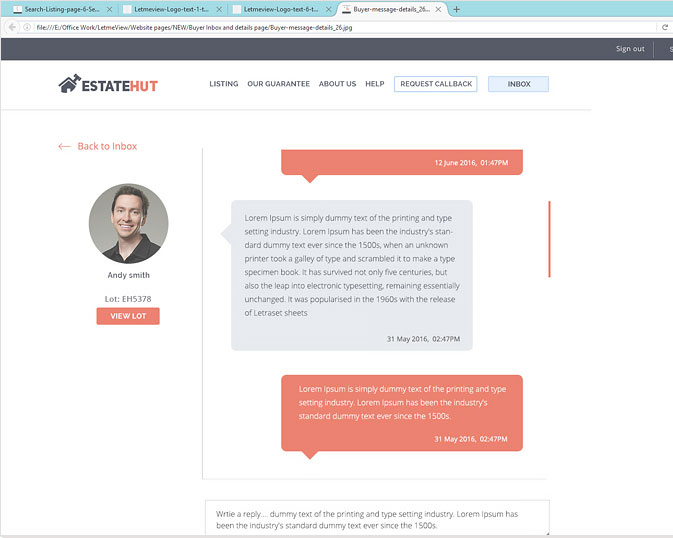 Search-Listing-page-6-Se...
Letmeview-Logo-text-1-t...
Letmeview-Logo-text-6-t...
Buyer-message-details_26...
file:///E:/Office Work/LetmeView/Website pages/NEW/Buyer Inbox and details page/Buyer-message-details_26.jpg
Sign out
ESTATEHUT
LISTING OUR GUARANTEE ABOUT US HELP REQUEST CALLBACK INBOX
Back to Inbox
Andy smith
Lot: EH5378
VIEW LOT
12 June 2016, 01:47PM
Lorem Ipsum is simply dummy text of the printing and type
setting industry. Lorem Ipsum has been the industry's stan-
dard dummy text ever since the 1500s, when an unknown
printer took a galley of type and scrambled it to make a type
specimen book. It has survived not only five centuries, but
also the leap into electronic typesetting, remaining essentially
unchanged. It was popularised in the 1960s with the release
of Letraset sheets
31 May 2016, 02:47PM
Lorem Ipsum is simply dummy text of the printing and type
setting industry. Lorem Ipsum has been the industry's
standard dummy text ever since the 1500s.
31 May 2016, 02:47PM
Wrtie a reply.... dummy text of the printing and type setting industry. Lorem Ipsum has
been the industry's standard dummy text ever since the 1500s.